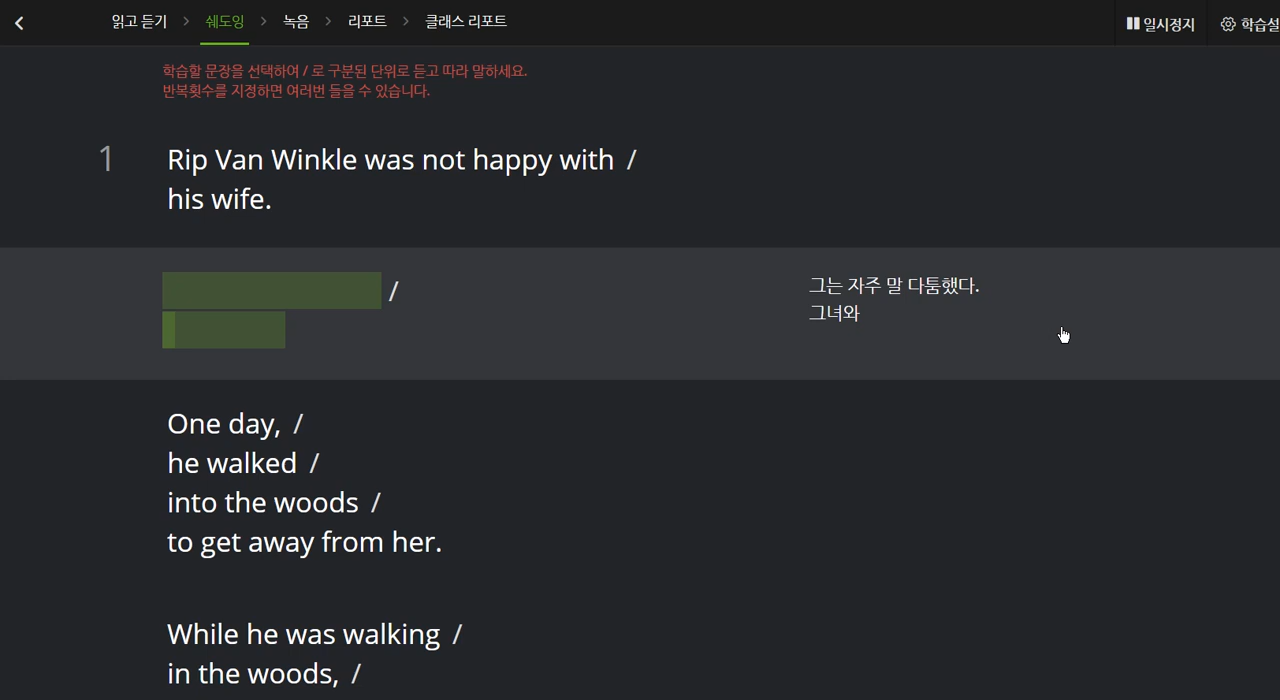 읽고 듣기 > 쉐도잉 > 녹음 > 리포트 > 클래스 리포트
일시정지
학습설
학습할 문장을 선택하여 / 로 구분된 단위로 듣고 따라 말하세요.
반복횟수를 지정하면 여러번 들을 수 있습니다.
1
Rip Van Winkle was not happy with /
his wife.
/
그는 자주 말 다툼했다.
그녀와
One day, /
he walked /
into the woods /
to get away from her.
While he was walking /
in the woods, /